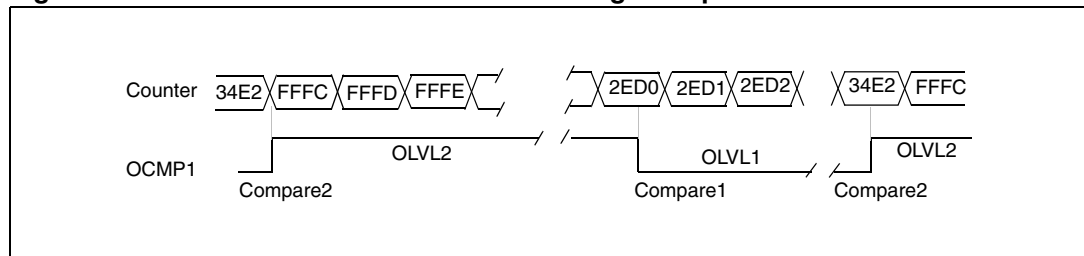 Counter 34E2 FFFC FFFD FFFE 2ED0 2ED1 2ED2 34E2 FFFC
OCMP1 OLVL2 OLVL1 OLVL2
Compare2 Compare1 Compare2